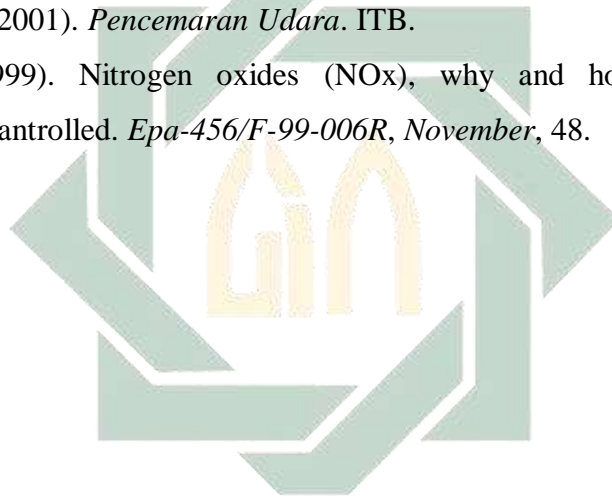 2001). Pencemaran Udara. ITB.
999). Nitrogen oxides (NOx), why and ho
antrolled. Epa-456/F-99-006R, November, 48.